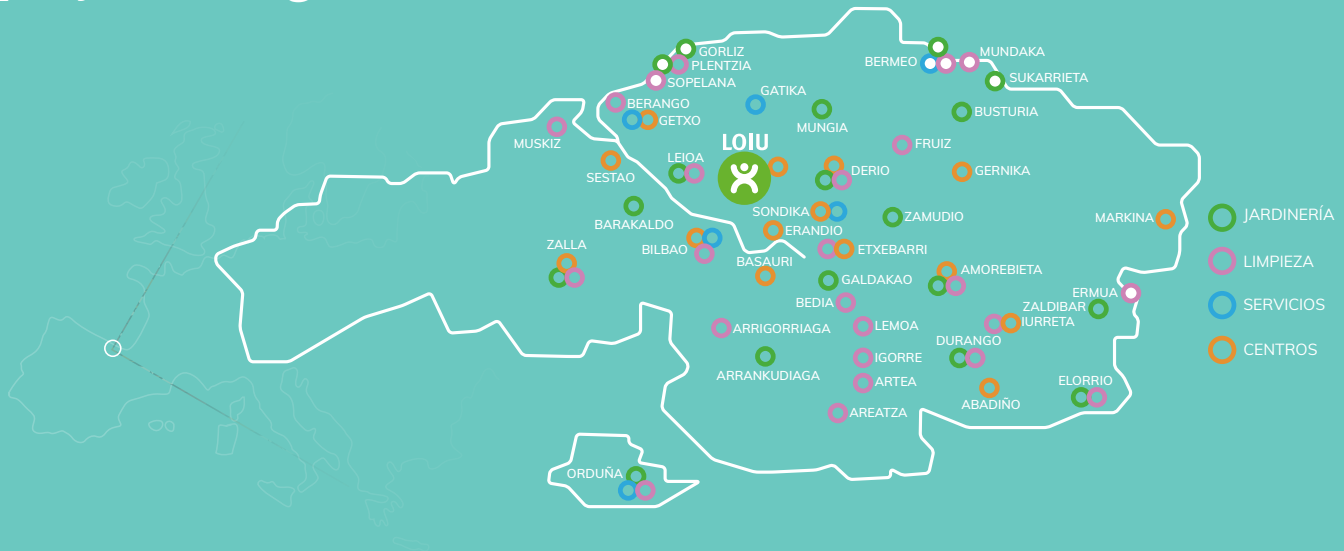 GORLIZ
PLENTZIA
SOPELANA
BERANGO
GETXO
MUSKIZ
SESTAO
LEIOA
GATIKA
MUNGIA
BERMEO
MUNDAKA
SUKARRIETA
BUSTURIA
FRUIZ
LOIU
DERIO
GERNIKA
SONDIKA
ZAMUDIO
MARKINA
BARAKALDO
ERANDIO
ZALLA
BILBAO
BASAURI
ETXEBARRI
GALDAKAO
AMOREBIETA
BEDIA
ERMUA
ZALDIBAR
IURRETA
ARRIGORRIAGA
LEMOA
DURANGO
ARRANKUDIAGA
IGORRE
ARTEA
ABADIÑO
ELORRIO
AREATZA
ORDUÑA
JARDINERÍA
LIMPIEZA
SERVICIOS
CENTROS